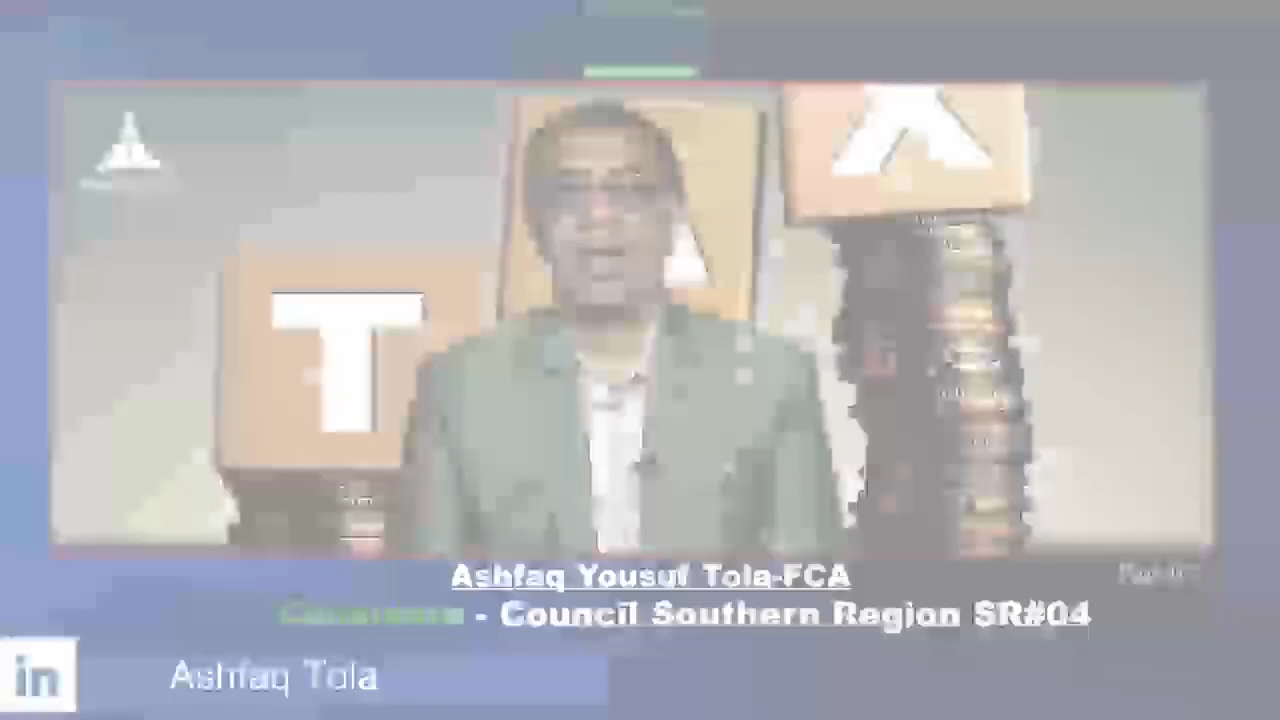 T A X
Ashfaq Yousuf Tola-FCA
- Council Southern Region SR#04
in
Ashfaq Tola